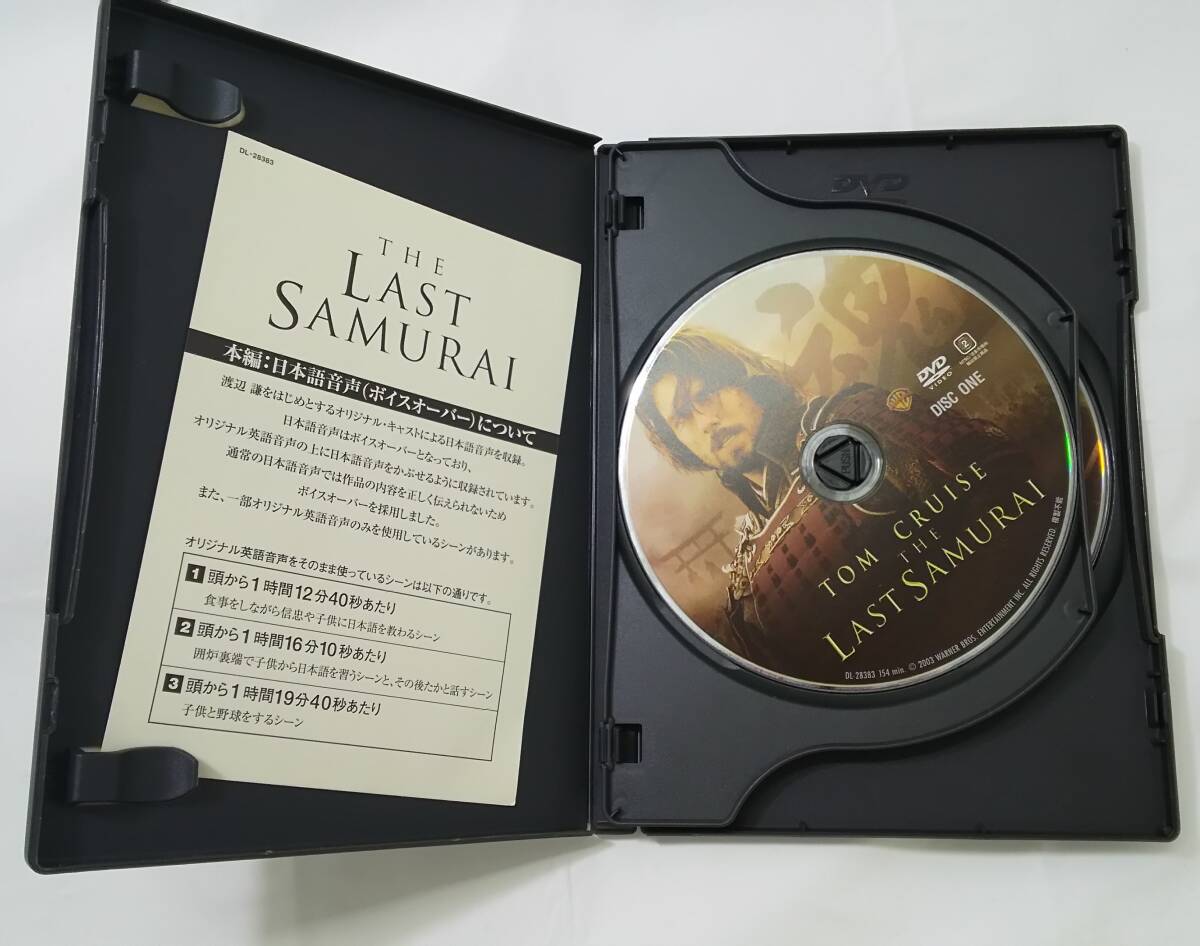 DL-28383
THE
LAST
SAMURAI
本編:日本語音声(ボイスオーバー)について
渡辺 謙をはじめとするオリジナル・キャストによる日本語音声を収録。
日本語音声はボイスオーバーとなっており、
オリジナル英語音声の上に日本語音声をかぶせるように収録されています。
通常の日本語音声では作品の内容を正しく伝えられないため
ボイスオーバーを採用しました。
また、一部オリジナル英語音声のみを使用しているシーンがあります。
オリジナル英語音声をそのまま使っているシーンは以下の通りです。
1 頭から1時間12分40秒あたり
食事をしながら信忠や子供に日本語を教わるシーン
2 頭から1時間16分10秒あたり
囲炉裏端で子供から日本語を習うシーンと、その後たかと話すシーン
3 頭から1時間19分40秒あたり
子供と野球をするシーン
DVD
魂
2
DVD
VIDEO
DISC ONE
WB
PUSH
TOM CRUISE
THE
LAST SAMURAI
DL-28383 154 min. © 2003 WARNER BROS. ENTERTAINMENT INC. ALL RIGHTS RESERVED. 複製不能